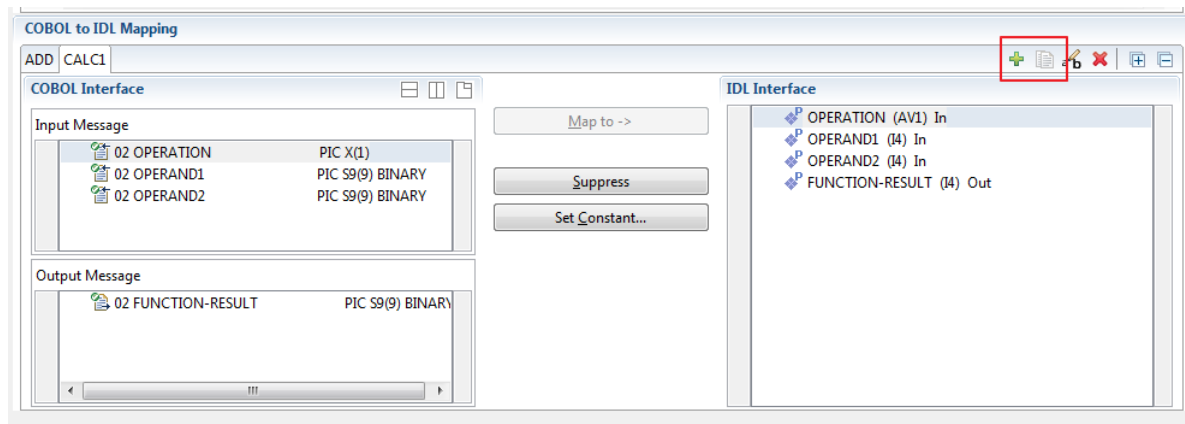 COBOL to IDL Mapping
ADD CALC1
COBOL Interface
Input Message
02 OPERATION PIC X(1)
02 OPERAND1 PIC S9(9) BINARY
02 OPERAND2 PIC S9(9) BINARY
Output Message
02 FUNCTION-RESULT PIC S9(9) BINARY
Map to ->
Suppress
Set Constant...
IDL Interface
OPERATION (AV1) In
OPERAND1 (I4) In
OPERAND2 (I4) In
FUNCTION-RESULT (I4) Out